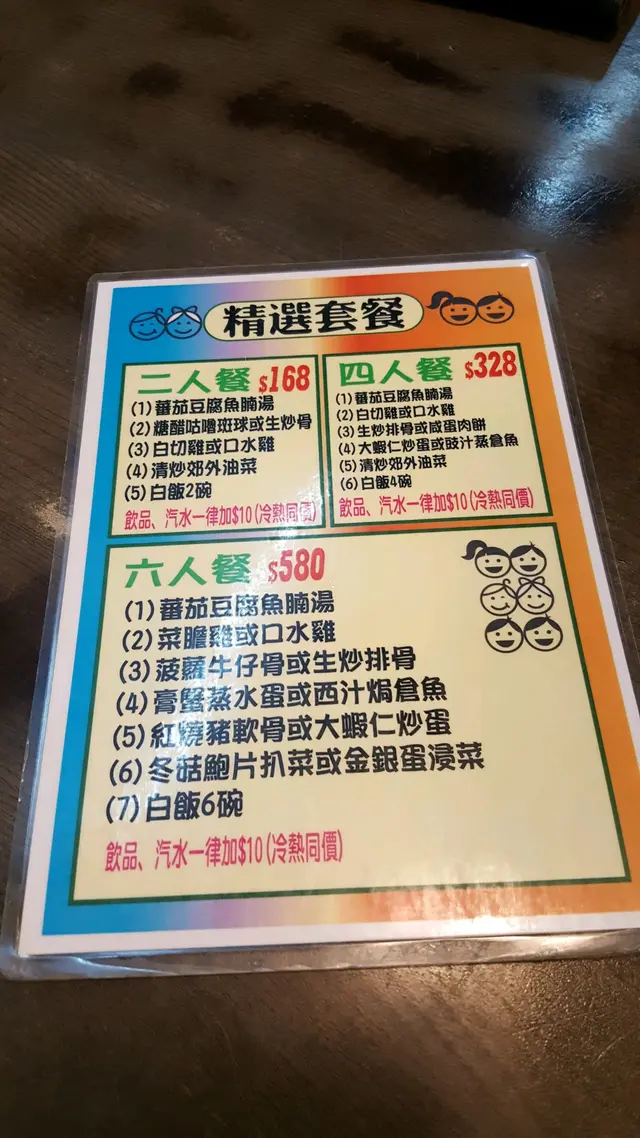 精選套餐
二人餐 $168
(1) 蕃茄豆腐魚腩湯
(2) 糖醋咕嚕班球或生炒骨
(3) 白切雞或口水雞
(4) 清炒郊外油菜
(5) 白飯2碗
飲品、汽水一律加$10(冷熱同價)
四人餐 $328
(1) 蕃茄豆腐魚腩湯
(2) 白切雞或口水雞
(3) 生炒排骨或咸蛋肉餅
(4) 大蝦仁炒蛋或豉汁蒸倉魚
(5) 清炒郊外油菜
(6) 白飯4碗
飲品、汽水一律加$10(冷熱同價)
六人餐 $580
(1) 蕃茄豆腐魚腩湯
(2) 菜膽雞或口水雞
(3) 菠蘿牛仔骨或生炒排骨
(4) 膏蟹蒸水蛋或西汁焗倉魚
(5) 紅燒豬軟骨或大蝦仁炒蛋
(6) 冬菇鮑片扒菜或金銀蛋浸菜
(7) 白飯6碗
飲品、汽水一律加$10(冷熱同價)